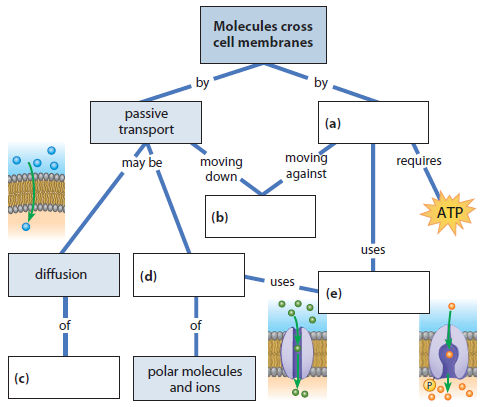 Molecules cross
cell membranes
by
by
passive
transport
(a)
may be
moving
down
moving
against
requires
(b)
ATP
uses
diffusion
(d)
uses
(e)
of
of
(c)
polar molecules
and ions
P